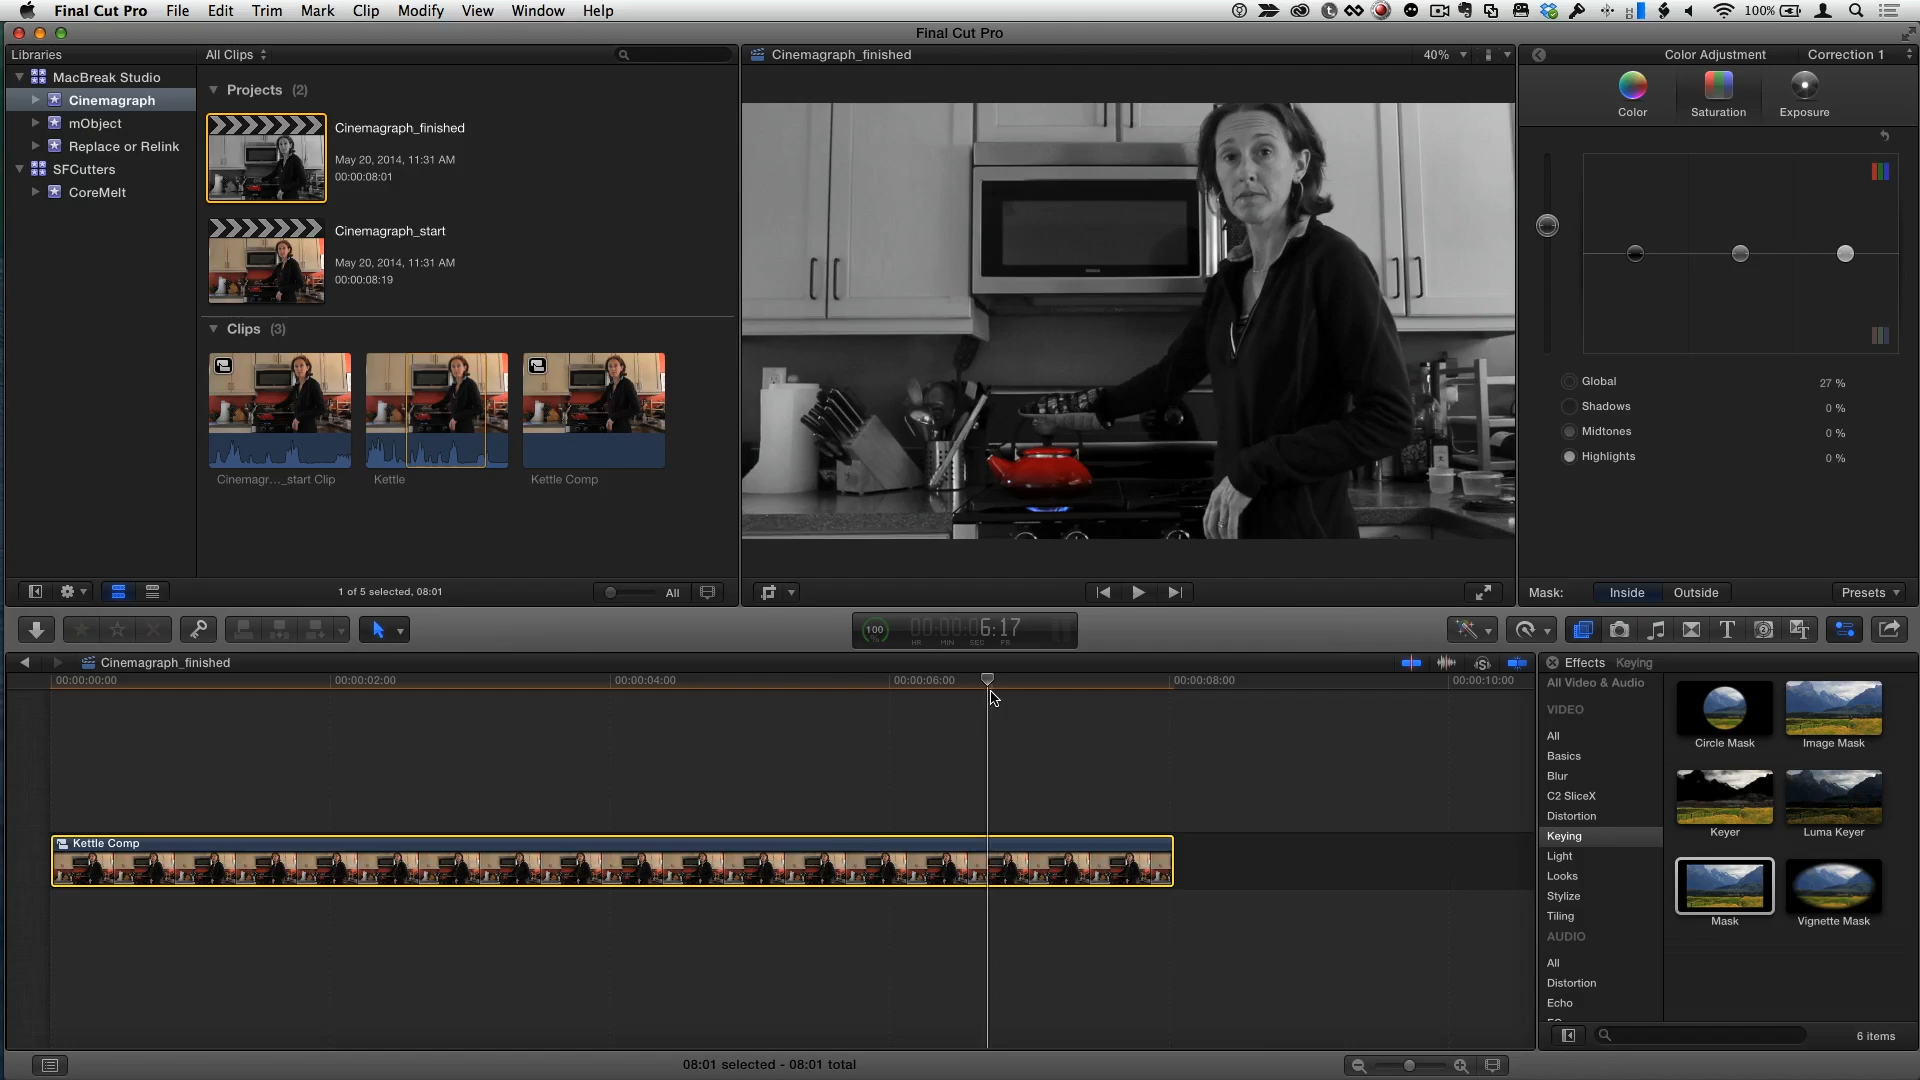 Final Cut Pro File Edit Trim Mark Clip Modify View Window Help 100%
Final Cut Pro
Libraries All Clips Cinemagraph_finished 40% Color Adjustment Correction 1
MacBreak Studio
Cinemagraph
mObject
Replace or Relink
SFCutters
CoreMelt
Projects (2)
Cinemagraph_finished
May 20, 2014, 11:31 AM
00:00:08:01
Cinemagraph_start
May 20, 2014, 11:31 AM
00:00:08:19
Clips (3)
Cinemagr..._start Clip Kettle Kettle Comp
Color Saturation Exposure
Global 27 %
Shadows 0 %
Midtones 0 %
Highlights 0 %
1 of 5 selected, 08:01 All
Mask: Inside Outside Presets
100 00:00:06:17
HR MIN SEC FR
Cinemagraph_finished
00:00:00:00 00:00:02:00 00:00:04:00 00:00:06:00 00:00:08:00 00:00:10:00
Kettle Comp
Effects Keying
All Video & Audio
VIDEO
All
Basics
Blur
C2 SliceX
Distortion
Keying
Light
Looks
Stylize
Tiling
AUDIO
All
Distortion
Echo
Circle Mask Image Mask
Keyer Luma Keyer
Mask Vignette Mask
6 items
08:01 selected - 08:01 total